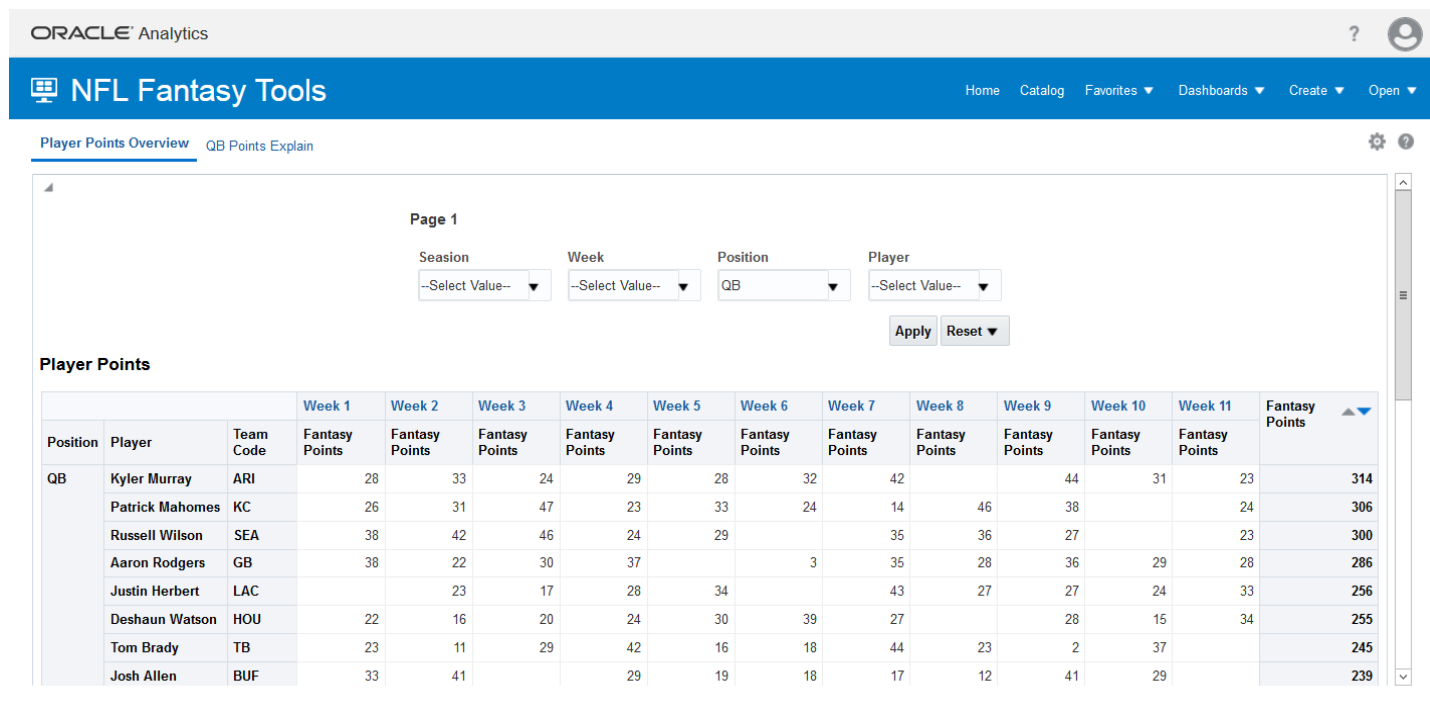 ORACLE Analytics ?
NFL Fantasy Tools Home Catalog Favorites Dashboards Create Open
Player Points Overview QB Points Explain
Page 1
Seasion Week Position Player
--Select Value-- --Select Value-- QB --Select Value--
Apply Reset
Player Points
Week 1 Week 2 Week 3 Week 4 Week 5 Week 6 Week 7 Week 8 Week 9 Week 10 Week 11 Fantasy Points
Position Player Team Code Fantasy Points Fantasy Points Fantasy Points Fantasy Points Fantasy Points Fantasy Points Fantasy Points Fantasy Points Fantasy Points Fantasy Points Fantasy Points
QB Kyler Murray ARI 28 33 24 29 28 32 42 44 31 23 314
Patrick Mahomes KC 26 31 47 23 33 24 14 46 38 24 306
Russell Wilson SEA 38 42 46 24 29 35 36 27 23 300
Aaron Rodgers GB 38 22 30 37 3 35 28 36 29 28 286
Justin Herbert LAC 23 17 28 34 43 27 27 24 33 256
Deshaun Watson HOU 22 16 20 24 30 39 27 28 15 34 255
Tom Brady TB 23 11 29 42 16 18 44 23 2 37 245
Josh Allen BUF 33 41 29 19 18 17 12 41 29 239